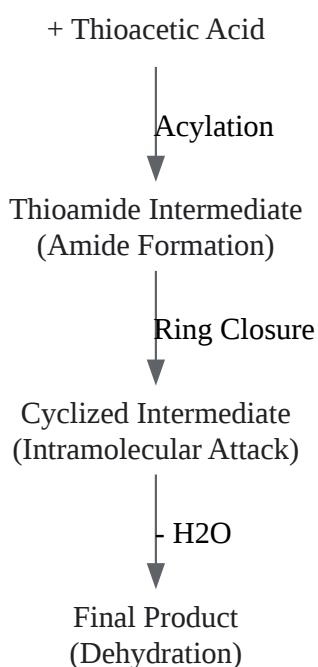 + Thioacetic Acid
Acylation
Thioamide Intermediate
(Amide Formation)
Ring Closure
Cyclized Intermediate
(Intramolecular Attack)
- H2O
Final Product
(Dehydration)